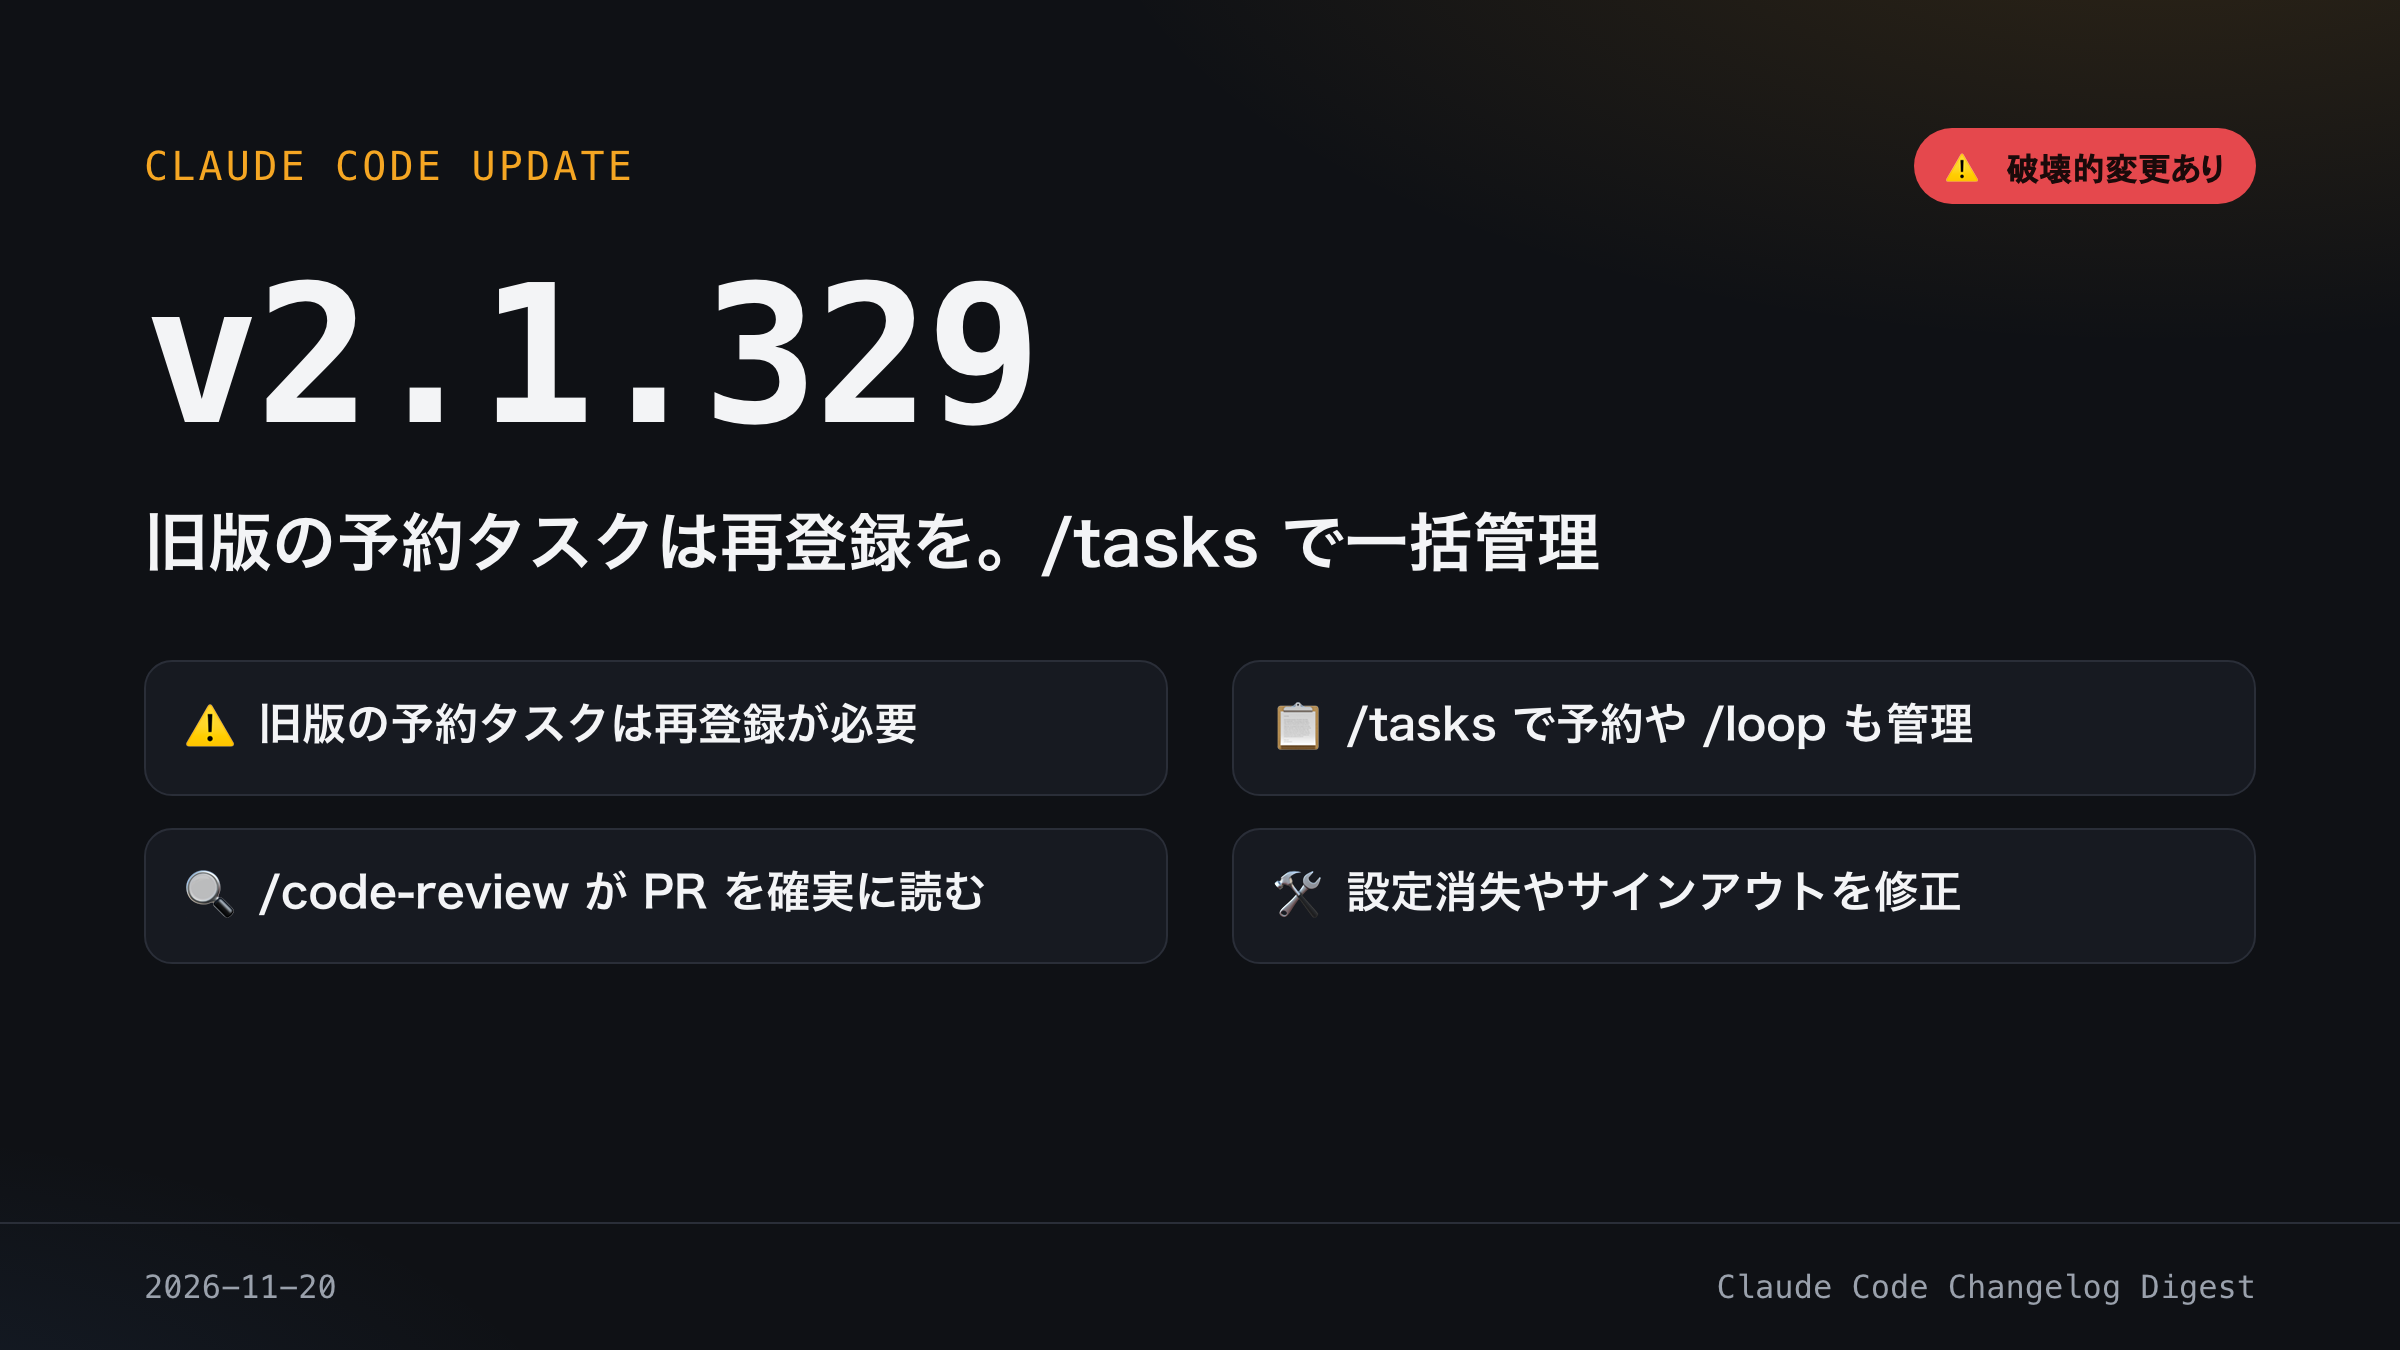 CLAUDE CODE UPDATE
⚠️ 破壊的変更あり
v2.1.329
旧版の予約タスクは再登録を。/tasks で一括管理
⚠️ 旧版の予約タスクは再登録が必要
📋 /tasks で予約や /loop も管理
🔍 /code-review が PR を確実に読む
🛠️ 設定消失やサインアウトを修正
2026-11-20
Claude Code Changelog Digest